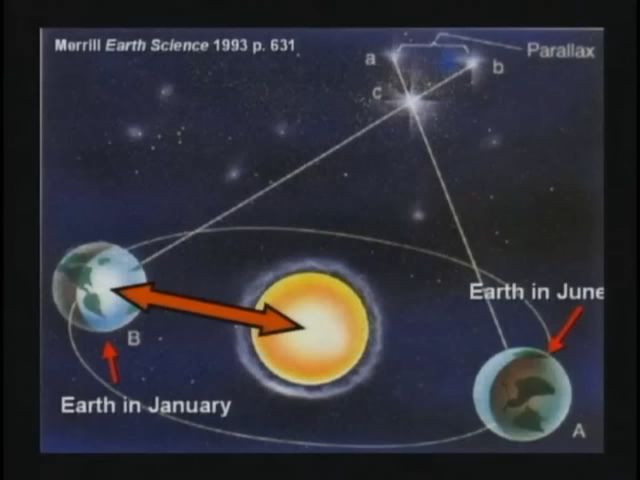 Merrill Earth Science 1993 p. 631
Parallax
a
b
c
Earth in June
B
Earth in January
A